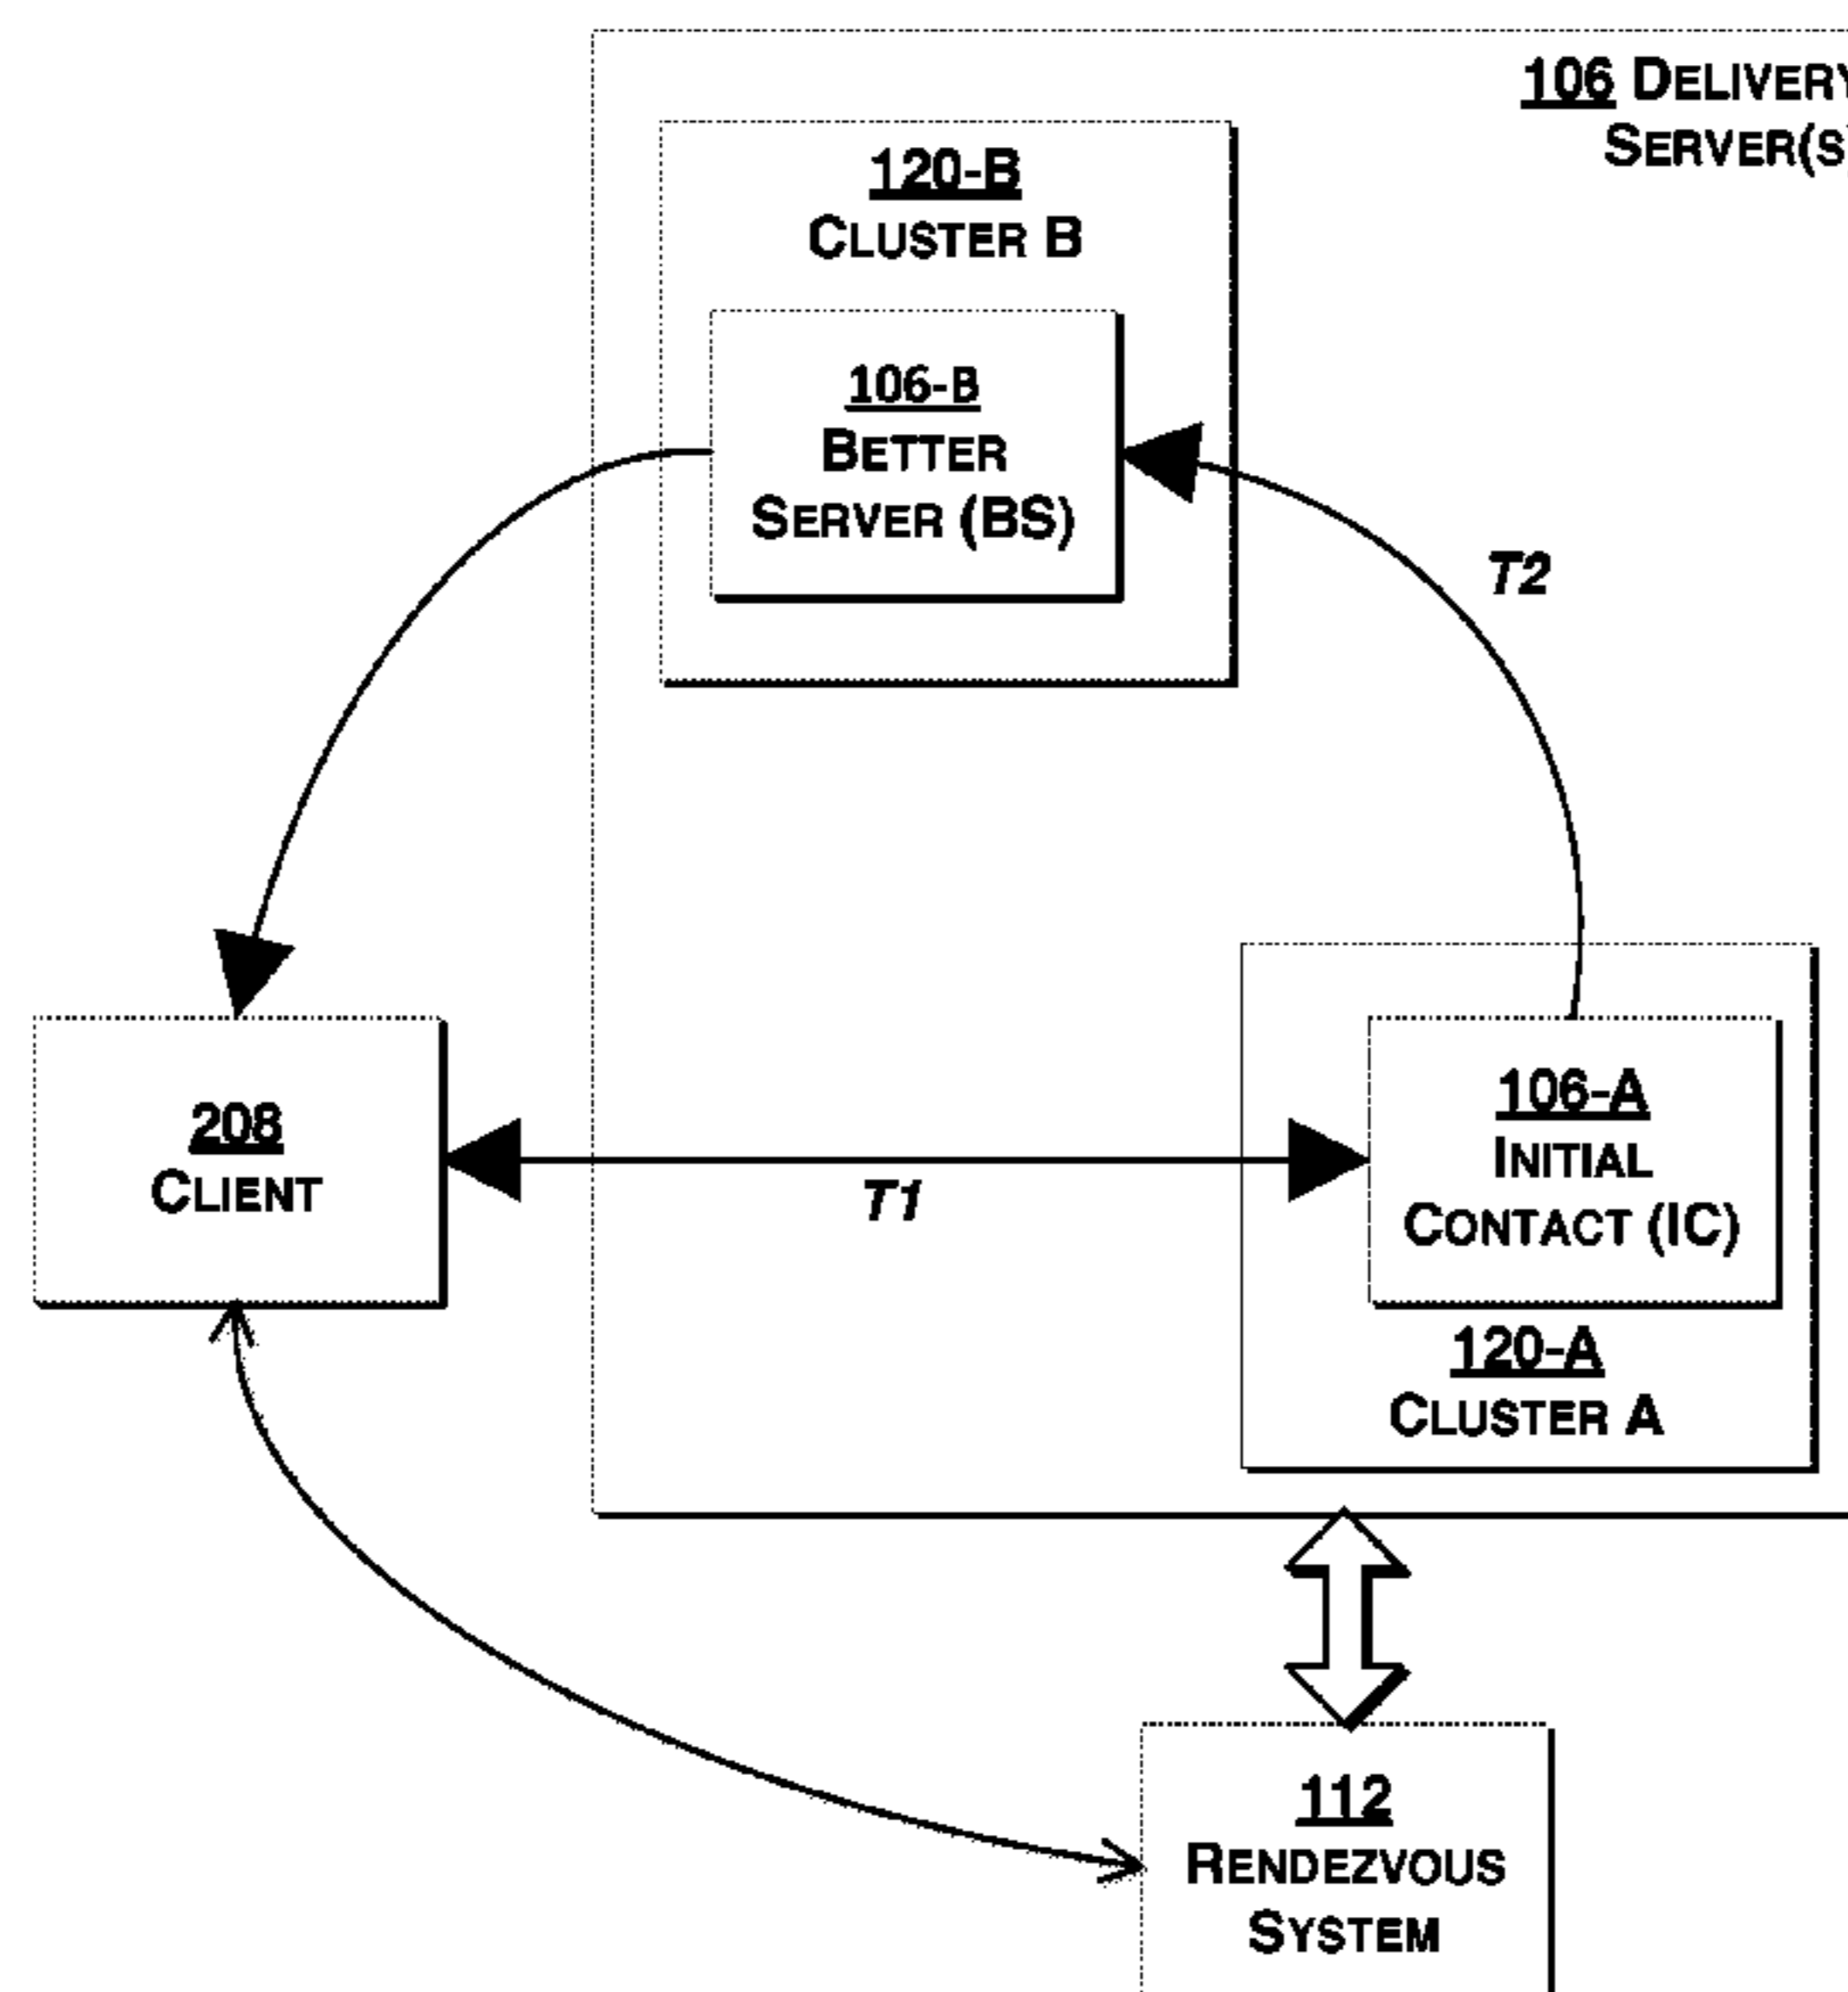 106 DELIVERY
SERVER(S
120-B
CLUSTER B
106-B
BETTER
SERVER (BS)
T2
106-A
INITIAL
CONTACT (IC)
120-A
CLUSTER A
208
CLIENT
T1
112
RENDEZVOUS
SYSTEM